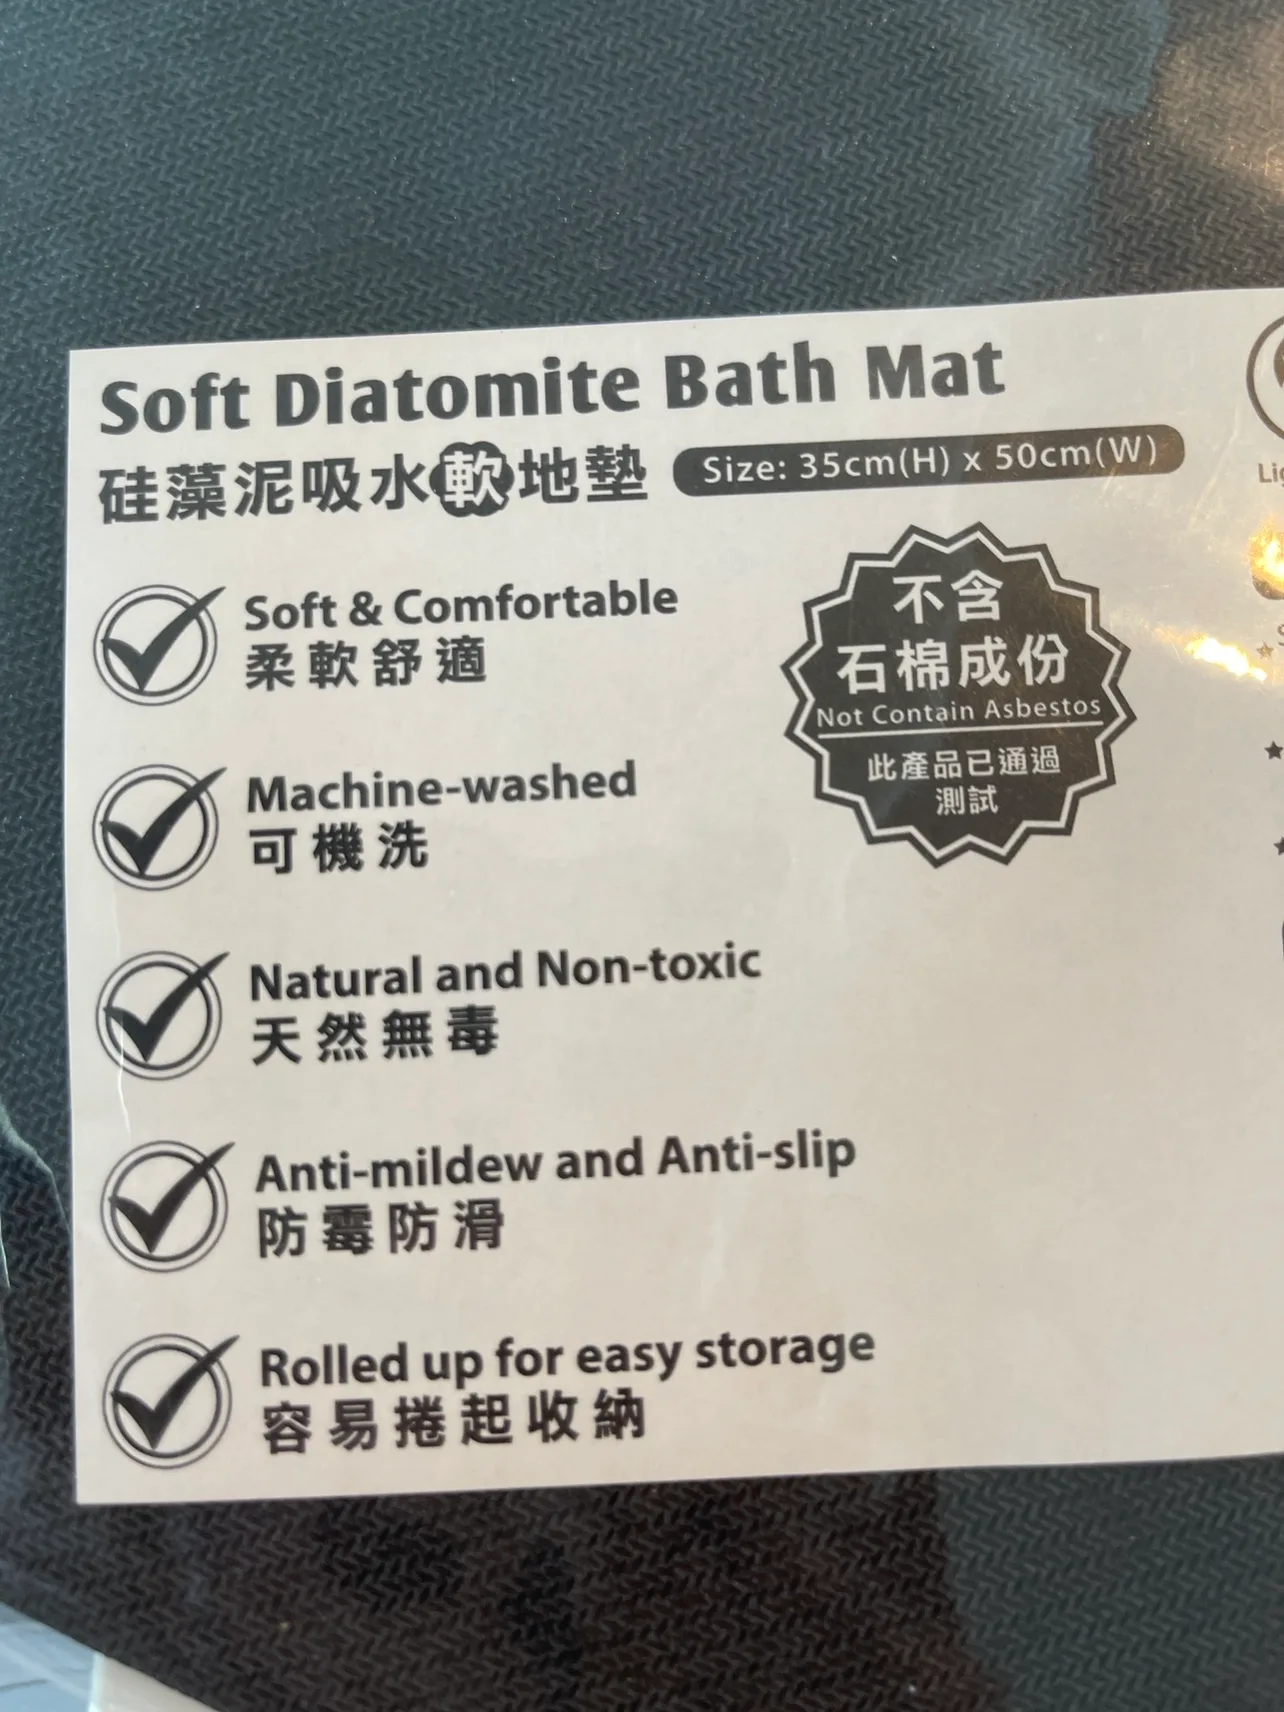 Soft Diatomite Bath Mat
硅藻泥吸水軟地墊
Size: 35cm(H) x 50cm(W)
Soft & Comfortable
柔軟舒適
不含
石棉成份
Not Contain Asbestos
此產品已通過
測試
Machine-washed
可機洗
Natural and Non-toxic
天然無毒
Anti-mildew and Anti-slip
防霉防滑
Rolled up for easy storage
容易捲起收納